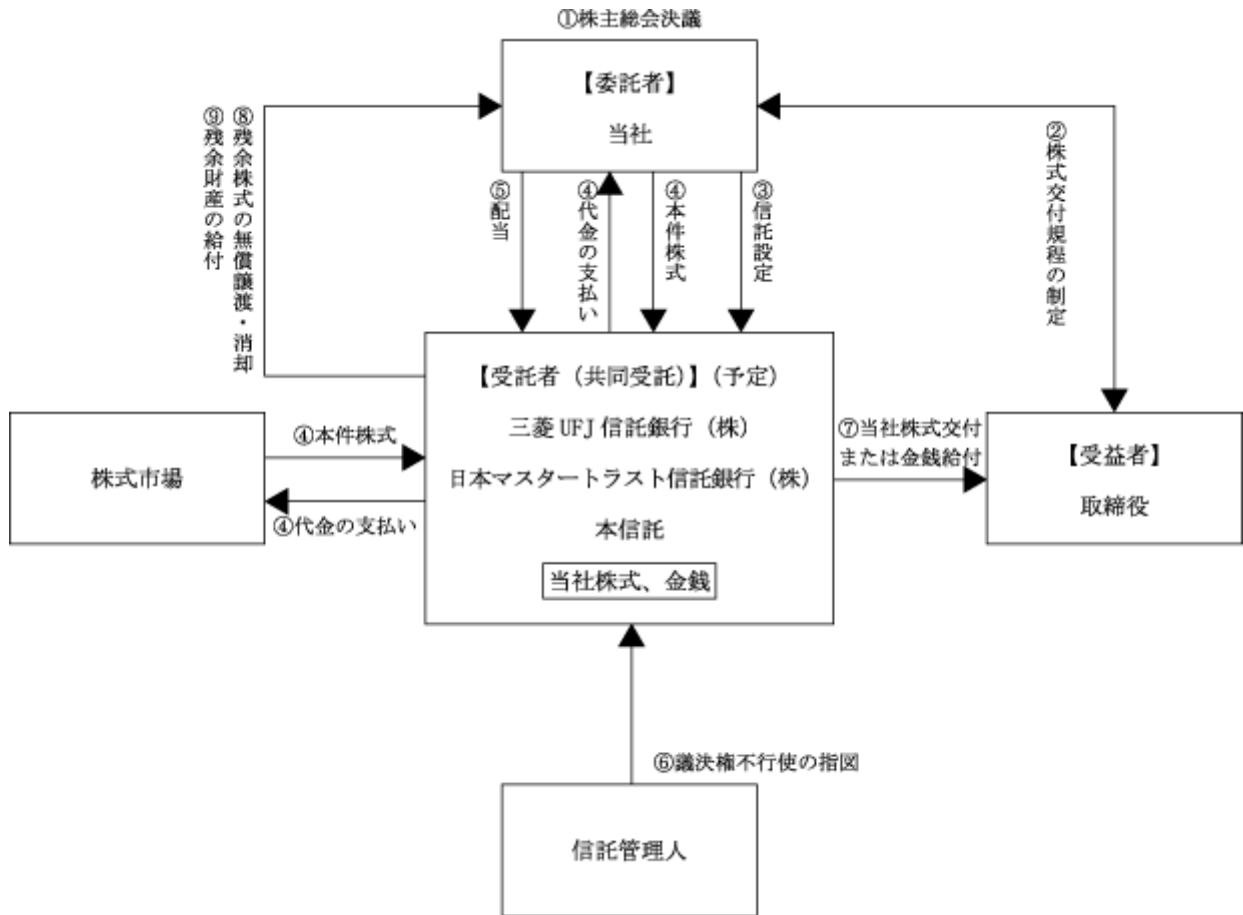 ①株主総会決議
【委託者】
当社
⑨残余財産の給付
⑧残余株式の無償譲渡・消却
⑤配当
④代金の支払い
④本件株式
③信託設定
②株式交付規程の制定
【受託者（共同受託）】（予定）
三菱 UFJ 信託銀行（株）
日本マスタートラスト信託銀行（株）
本信託
当社株式、金銭
株式市場
④本件株式
④代金の支払い
⑦当社株式交付
または金銭給付
【受益者】
取締役
⑥議決権不行使の指図
信託管理人